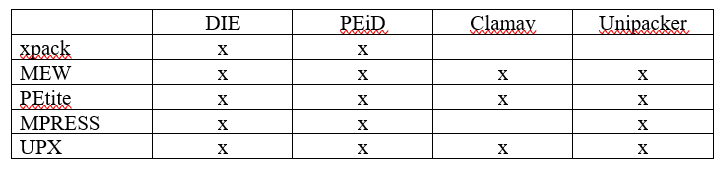 DIE PEiD Clamav Unipacker
xpack x x
MEW x x x x
PEtite x x x x
MPRESS x x x
UPX x x x x